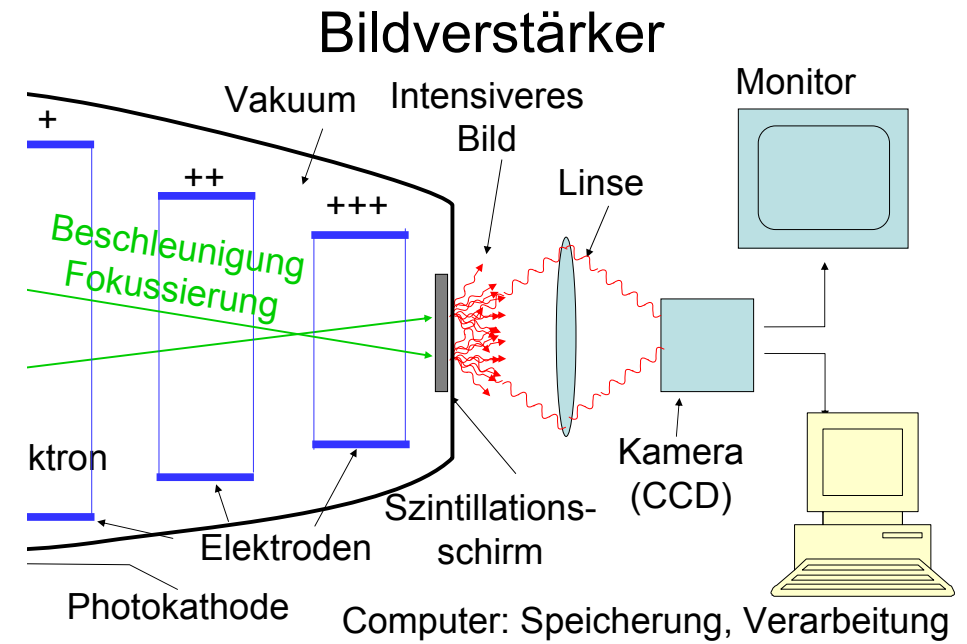 Bildverstärker
Vakuum
Intensiveres
Bild
Monitor
+
++
+++
Linse
Beschleunigung
Fokussierung
ktron
Kamera
(CCD)
Szintillations-
schirm
Elektroden
Photokathode
Computer: Speicherung, Verarbeitung